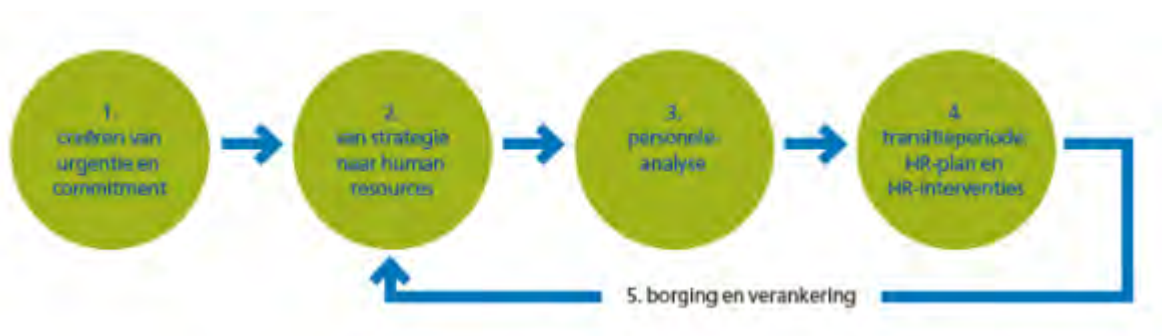 1.
creëren van
urgentie en
commitment
2.
van strategie
naar human
resources
3.
personele
analyse
4.
transitieperiode:
HR-plan en
HR-interventies
5. borging en verankering